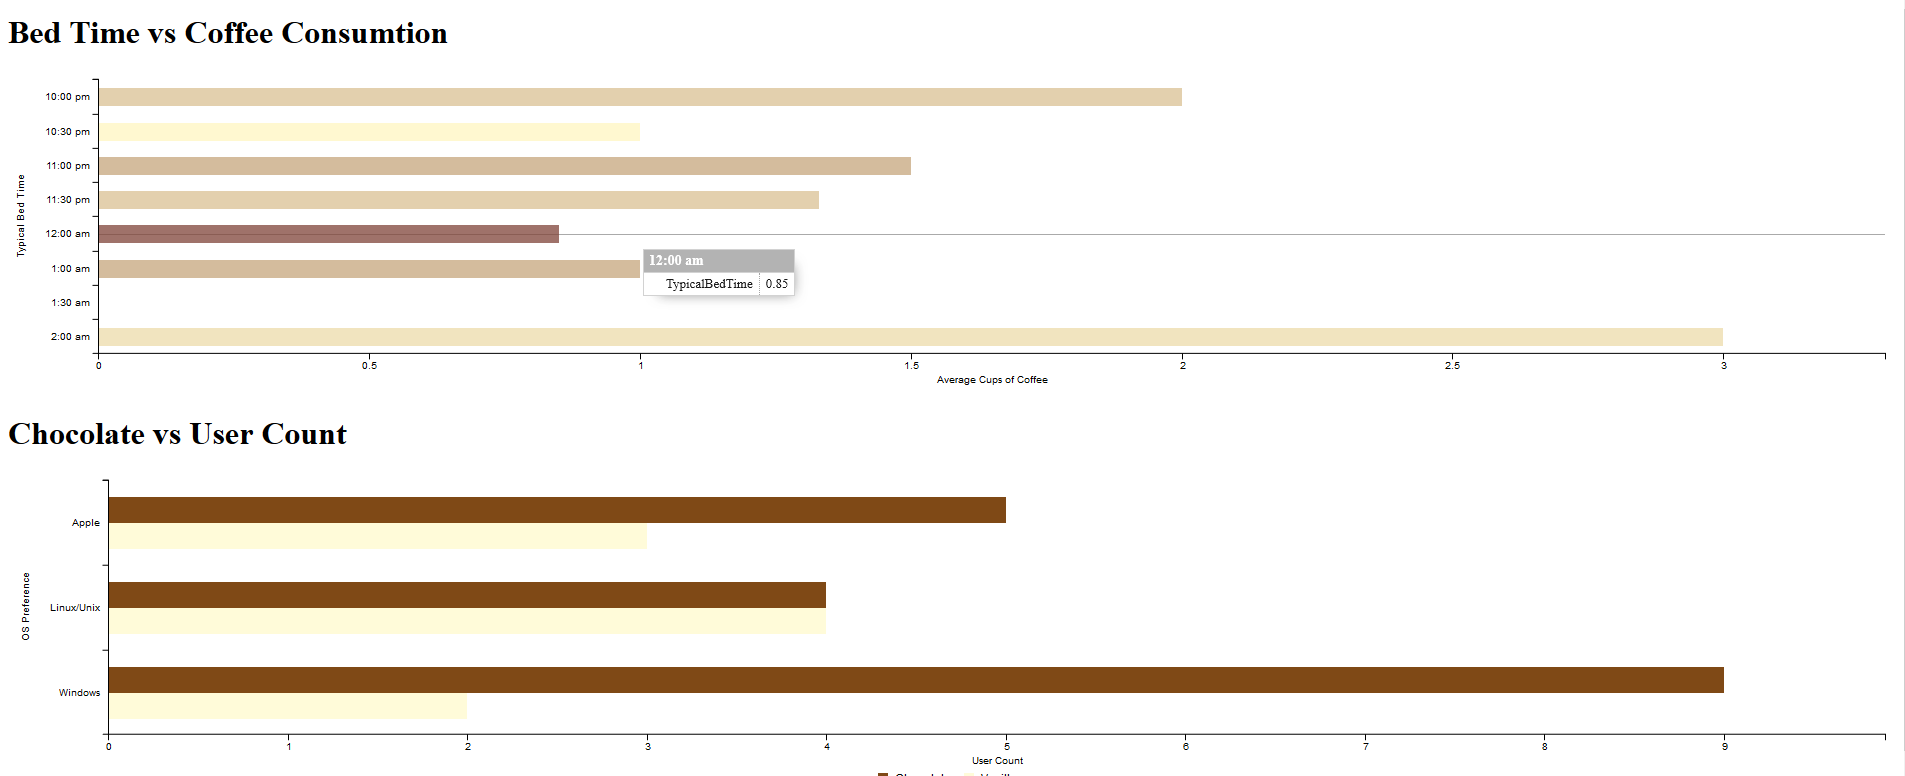 Bed Time vs Coffee Consumtion
10:00 pm
10:30 pm
11:00 pm
11:30 pm
12:00 am
1:00 am
1:30 am
2:00 am
Typical Bed Time
12:00 am
TypicalBedTime 0.85
0 0.5 1 1.5 2 2.5 3
Average Cups of Coffee
Chocolate vs User Count
Apple
Linux/Unix
Windows
OS Preference
0 1 2 3 4 5 6 7 8 9
User Count